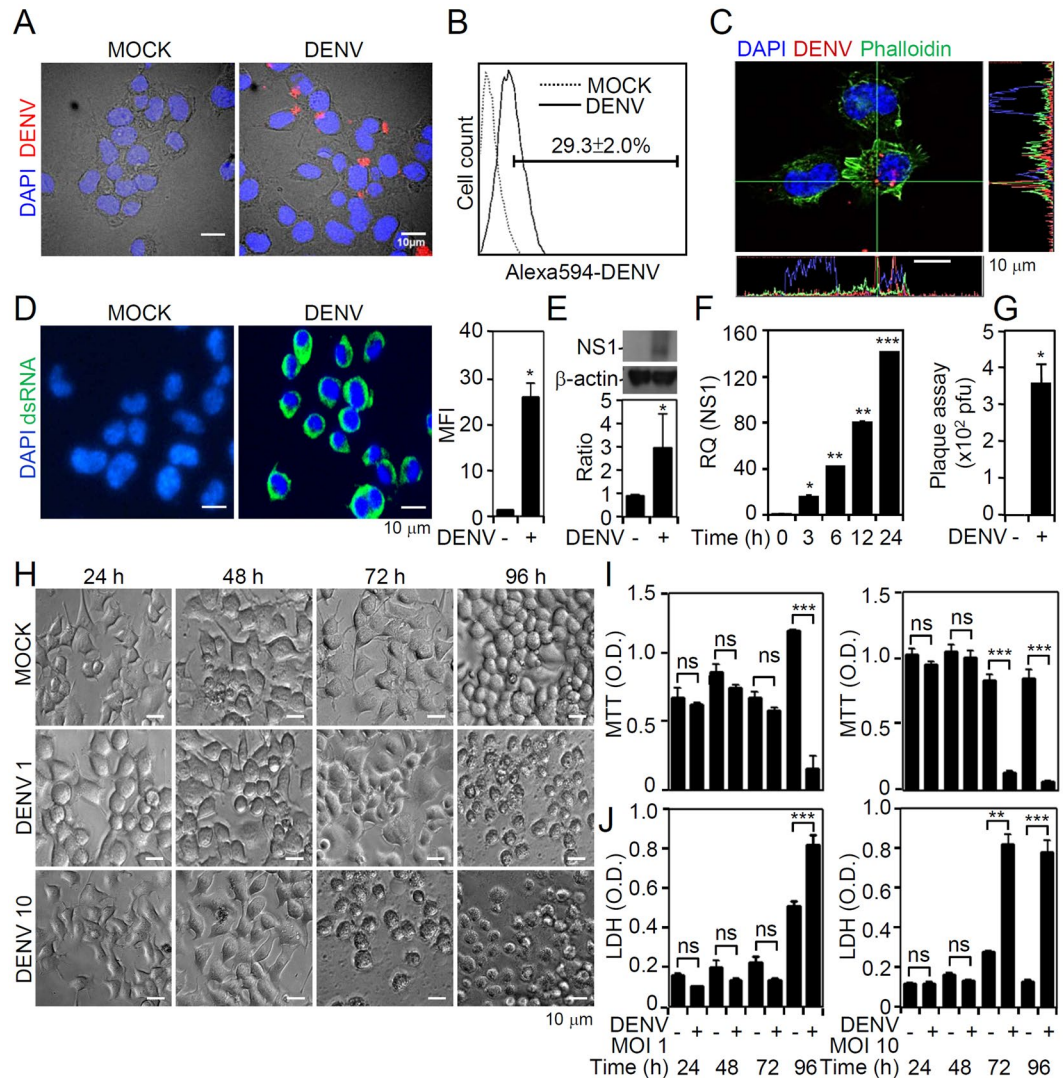 A
MOCK
DENV
DAPI DENV
10μm
B
MOCK
DENV
29.3±2.0%
Cell count
Alexa594-DENV
C
DAPI DENV Phalloidin
10 μm
D
MOCK
DENV
DAPI dsRNA
10 μm
40
30
20
10
0
MFI
*
DENV - +
E
NS1
β-actin
5
4
3
2
1
0
Ratio
*
DENV - +
F
160
120
80
40
0
RQ (NS1)
* ** ** ***
Time (h) 0 3 6 12 24
G
5
4
3
2
1
0
Plaque assay
(x10² pfu)
*
DENV - +
H
24 h 48 h 72 h 96 h
MOCK
DENV 1
DENV 10
10 μm
I
1.5
1.0
0.5
0
MTT (O.D.)
ns ns ns ***
1.5
1.0
0.5
0
MTT (O.D.)
ns ns *** ***
J
1.0
0.8
0.6
0.4
0.2
0
LDH (O.D.)
ns ns ns ***
DENV
MOI 1
- + - + - + - +
Time (h) 24 48 72 96
1.0
0.8
0.6
0.4
0.2
0
LDH (O.D.)
ns ns ** ***
DENV
MOI 10
- + - + - + - +
Time (h) 24 48 72 96